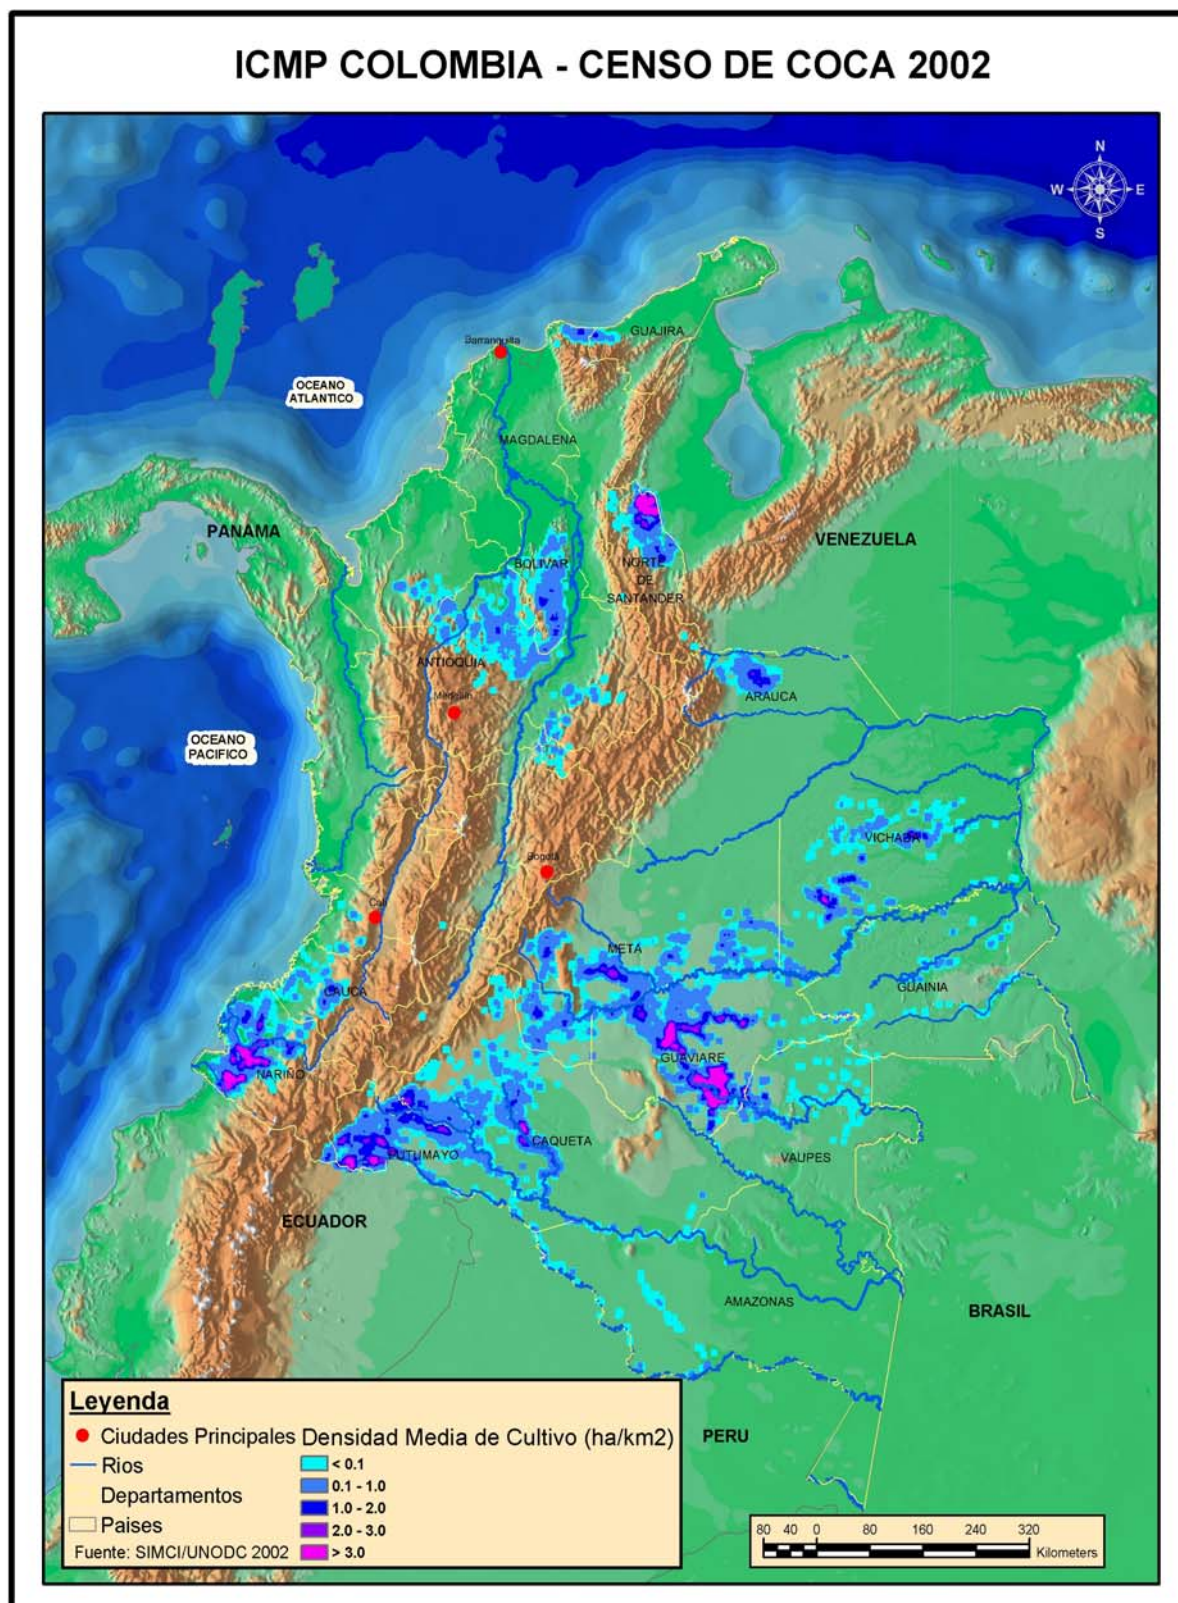 ICMP COLOMBIA - CENSO DE COCA 2002
N
W
E
S
GUAJIRA
Barranquilla
OCEANO
ATLANTICO
MAGDALENA
PANAMA
VENEZUELA
BOLIVAR
NORTE
DE
SANTANDER
ANTIOQUIA
Medellín
ARAUCA
OCEANO
PACIFICO
VICHADA
Bogotá
Cali
META
CAUCA
GUAINIA
GUAVIARE
NARIÑO
CAQUETA
PUTUMAYO
VAUPES
ECUADOR
AMAZONAS
BRASIL
PERU
Leyenda
Ciudades Principales
Rios
Departamentos
Paises
Fuente: SIMCI/UNODC 2002
Densidad Media de Cultivo (ha/km2)
< 0.1
0.1 - 1.0
1.0 - 2.0
2.0 - 3.0
> 3.0
80 40 0 80 160 240 320
Kilometers